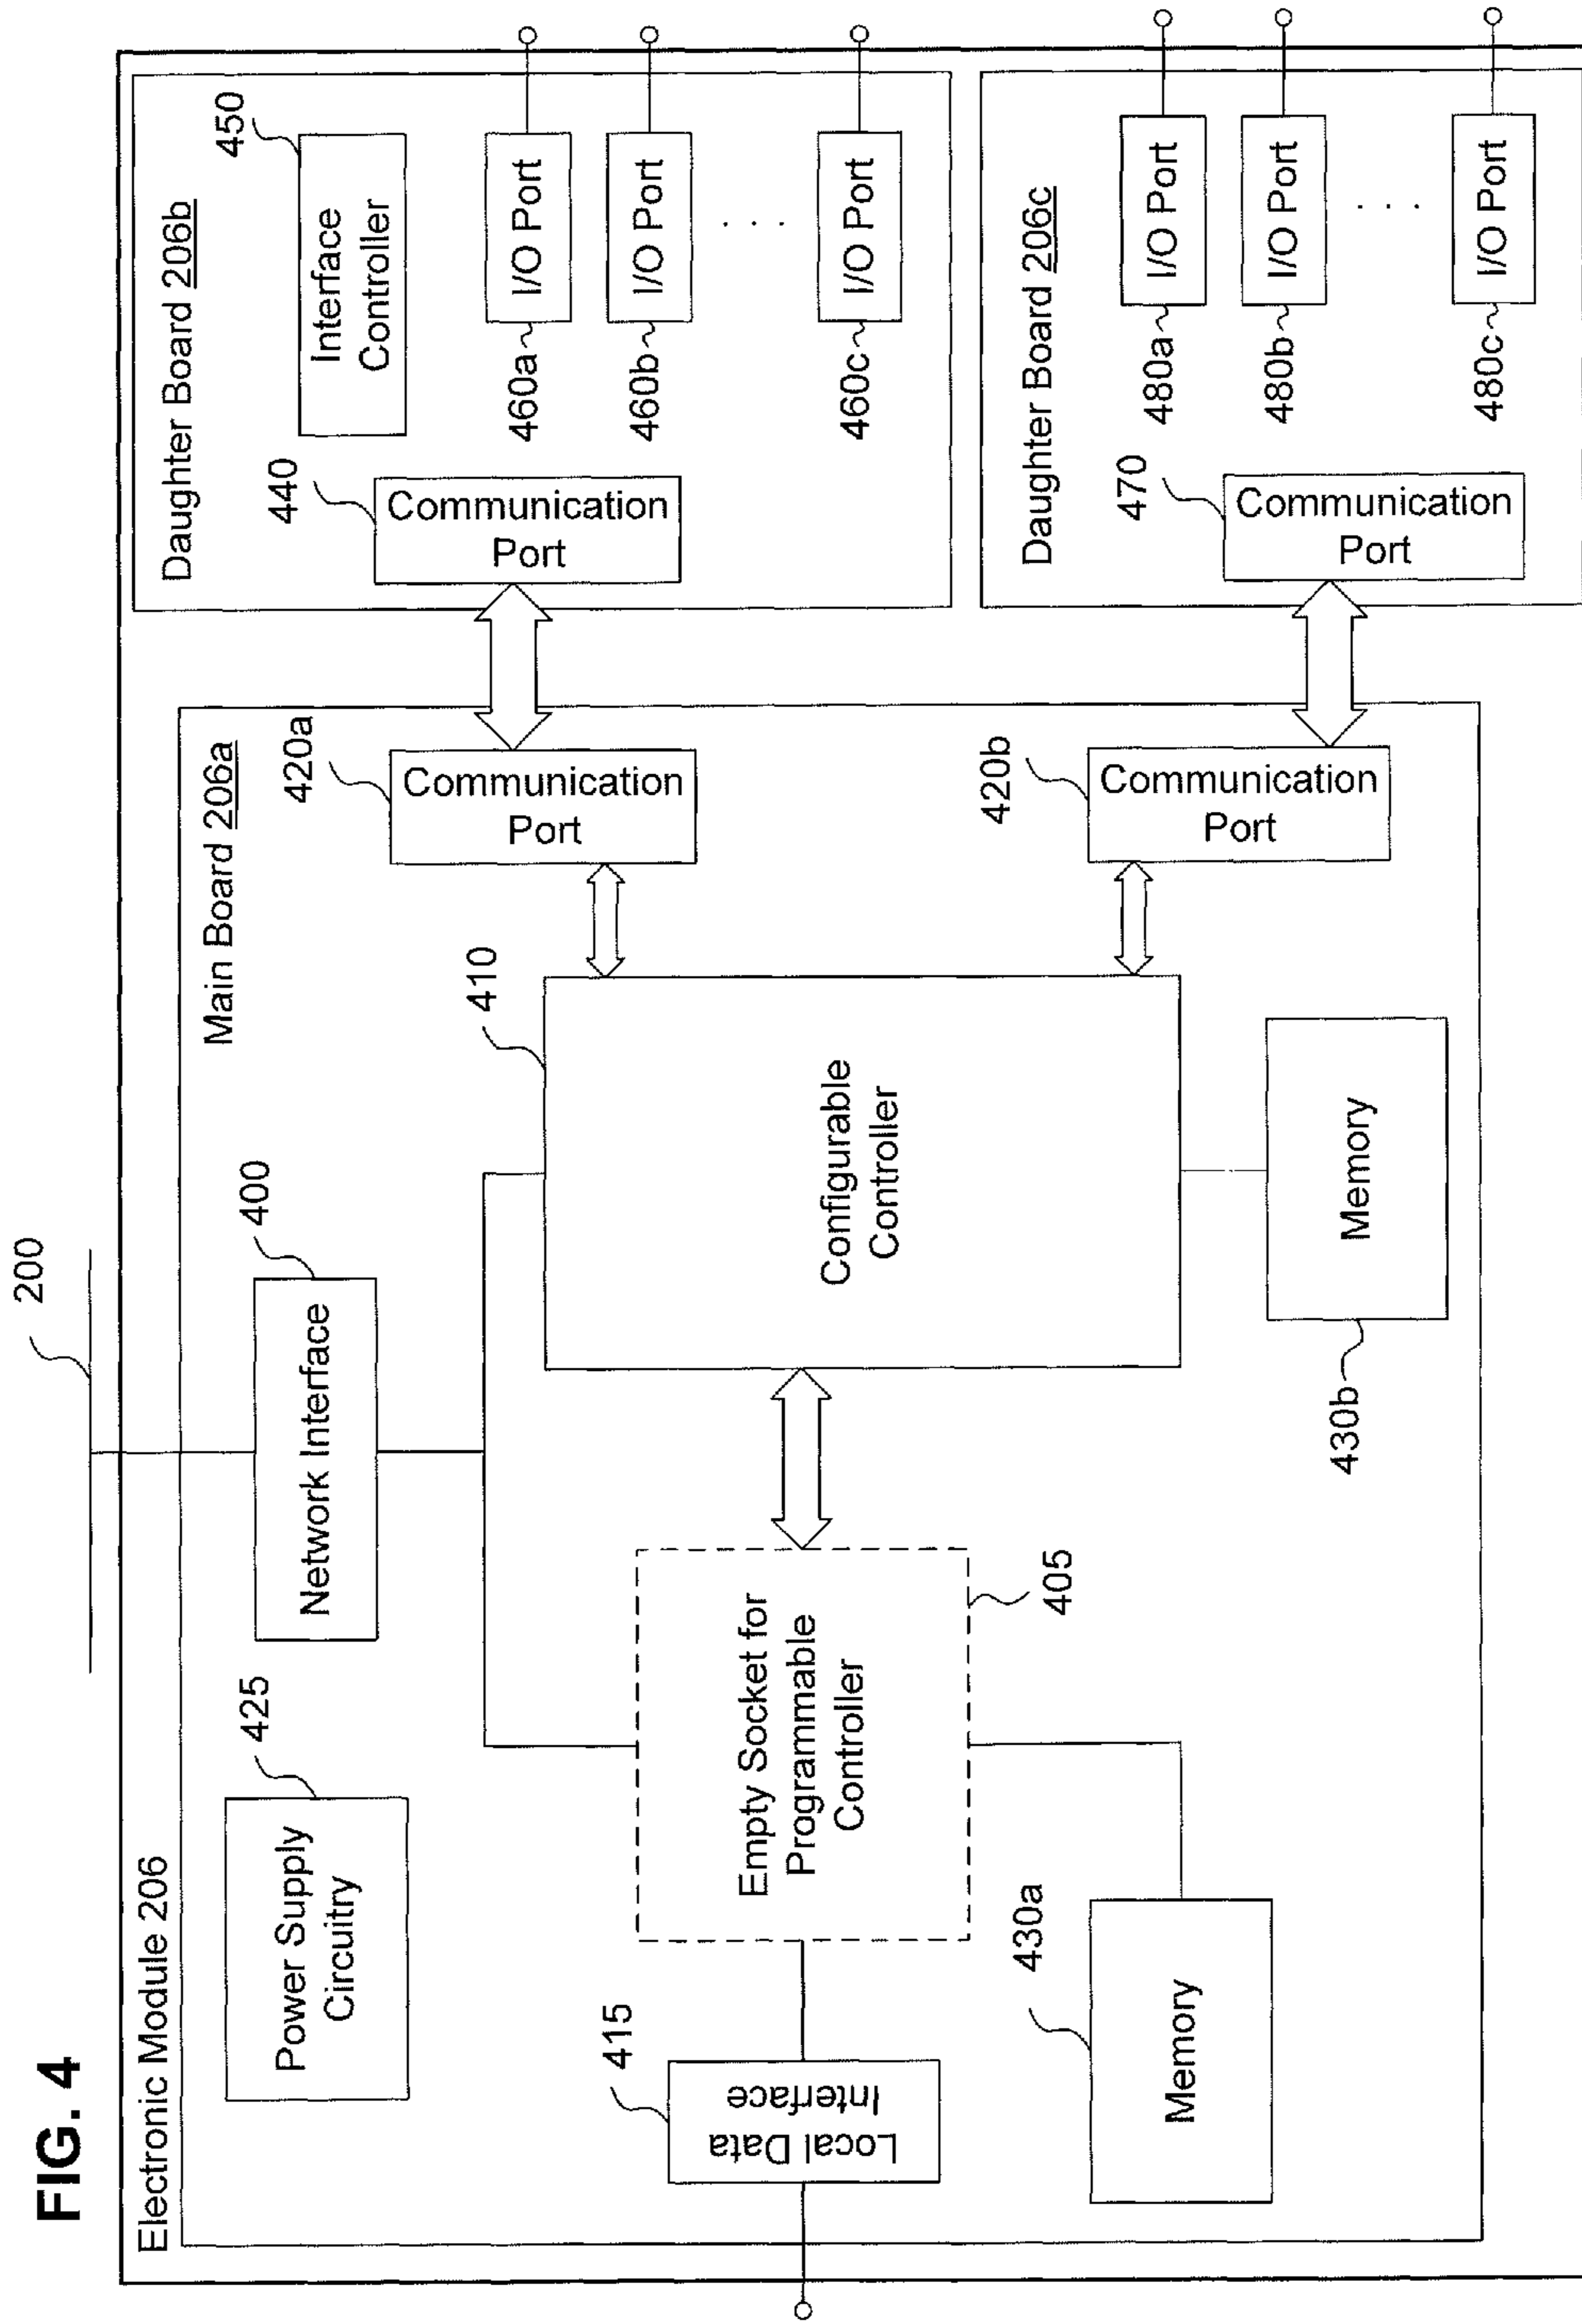 FIG. 4
200
Electronic Module 206
Main Board 206a
Power Supply
Circuitry
425
Network Interface
400
415
Local Data
Interface
Empty Socket for
Programmable
Controller
405
410
Configurable
Controller
430a
Memory
430b
Memory
420a
Communication
Port
420b
Communication
Port
Daughter Board 206b
440
Communication
Port
450
Interface
Controller
460a
I/O Port
460b
I/O Port
. . .
460c
I/O Port
Daughter Board 206c
470
Communication
Port
480a
I/O Port
480b
I/O Port
. . .
480c
I/O Port